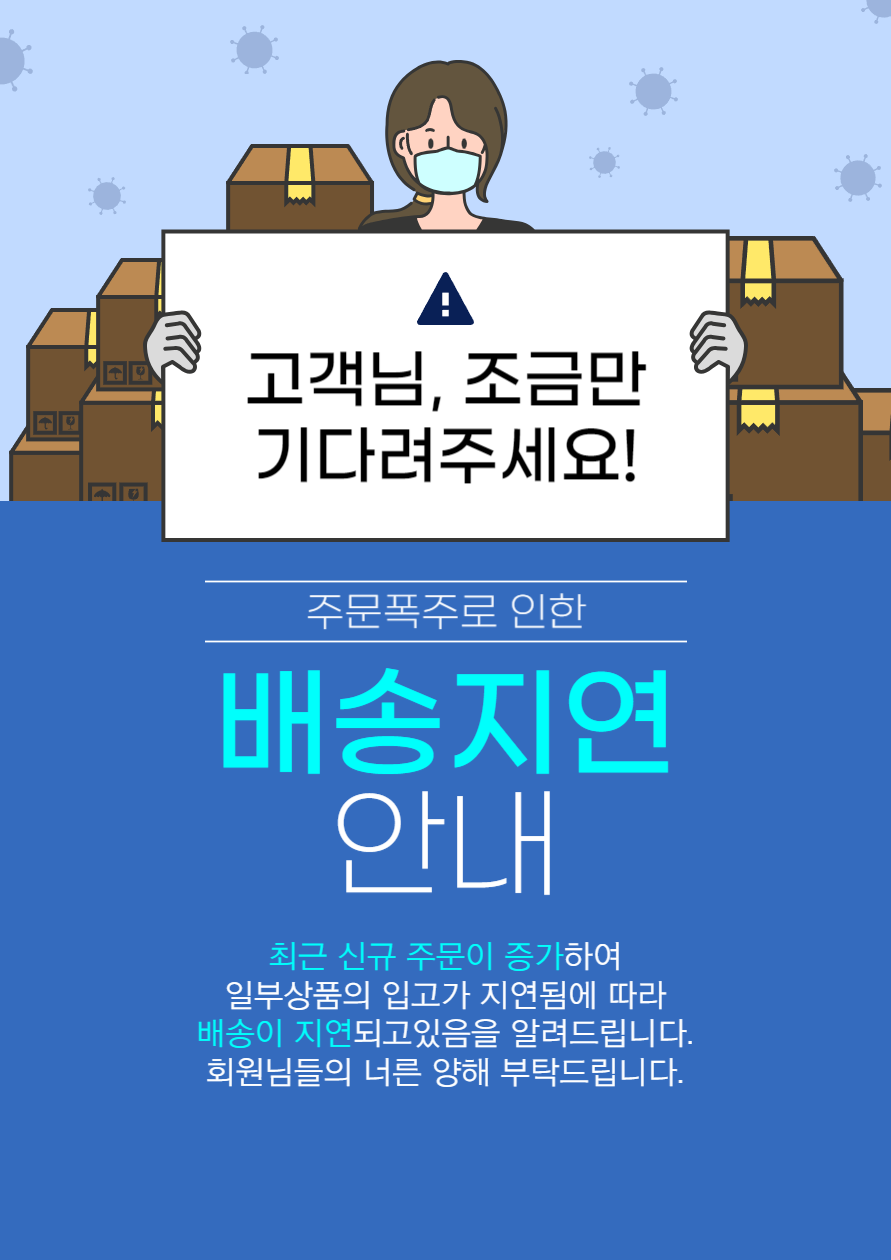 고객님, 조금만
기다려주세요!
주문폭주로 인한
배송지연
안내
최근 신규 주문이 증가하여
일부상품의 입고가 지연됨에 따라
배송이 지연되고있음을 알려드립니다.
회원님들의 너른 양해 부탁드립니다.